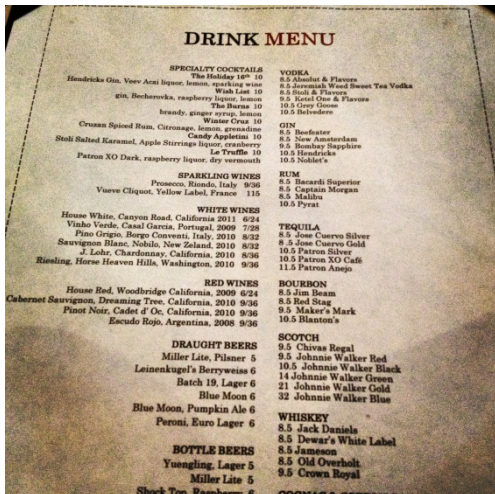 DRINK MENU
SPECIALTY COCKTAILS
The Holiday 16th 10
Hendricks Gin, Veev Acai liquor, lemon, sparkling wine
Wish List 10
gin, Becherovka, raspberry liquor, lemon
The Burns 10
brandy, ginger syrup, lemon
Winter Cruz 10
Cruzan Spiced Rum, Citronage, lemon, grenadine
Candy Appletini 10
Stoli Salted Karamel, Apple Stirrings liquor, cranberry
Le Truffle 10
Patron XO Dark, raspberry liquor, dry vermouth
SPARKLING WINES
Prosecco, Riondo, Italy 9/36
Vueve Cliquot, Yellow Label, France 115
WHITE WINES
House White, Canyon Road, California 2011 6/24
Vinho Verde, Casal Garcia, Portugal, 2009 7/28
Pino Grigio, Borgo Conventi, Italy, 2010 8/32
Sauvignon Blanc, Nobilo, New Zeland, 2010 8/32
J. Lohr, Chardonnay, California 2010 8/36
Riesling, Horse Heaven Hills, Washington, 2010 9/36
RED WINES
House Red, Woodbridge California, 2009 6/24
Cabernet Sauvignon, Dreaming Tree, California, 2010 9/36
Pinot Noir, Cadet d' Oc, California, 2010 9/36
Escudo Rojo, Argentina, 2008 9/36
DRAUGHT BEERS
Miller Lite, Pilsner 5
Leinenkugel's Berryweiss 6
Batch 19, Lager 6
Blue Moon 6
Blue Moon, Pumpkin Ale 6
Peroni, Euro Lager 6
BOTTLE BEERS
Yuengling, Lager 5
Miller Lite 5
Shock Top, Raspberry 6
VODKA
8.5 Absolut & Flavors
8.5 Jeremiah Weed Sweet Tea Vodka
8.5 Stoli & Flavors
9.5 Ketel One & Flavors
10.5 Grey Goose
10.5 Belvedere
GIN
8.5 Beefeater
8.5 New Amsterdam
9.5 Bombay Sapphire
10.5 Hendricks
10.5 Noblet's
RUM
8.5 Bacardi Superior
8.5 Captain Morgan
8.5 Malibu
10.5 Pyrat
TEQUILA
8.5 Jose Cuervo Silver
8 .5 Jose Cuervo Gold
10.5 Patron Silver
10.5 Patron XO Café
11.5 Patron Anejo
BOURBON
8.5 Jim Beam
8.5 Red Stag
9.5 Maker's Mark
10.5 Blanton's
SCOTCH
9.5 Chivas Regal
9.5 Johnnie Walker Red
10.5 Johnnie Walker Black
14 Johnnie Walker Green
21 Johnnie Walker Gold
32 Johnnie Walker Blue
WHISKEY
8.5 Jack Daniels
8.5 Dewar's White Label
8.5 Jameson
8.5 Old Overholt
9.5 Crown Royal